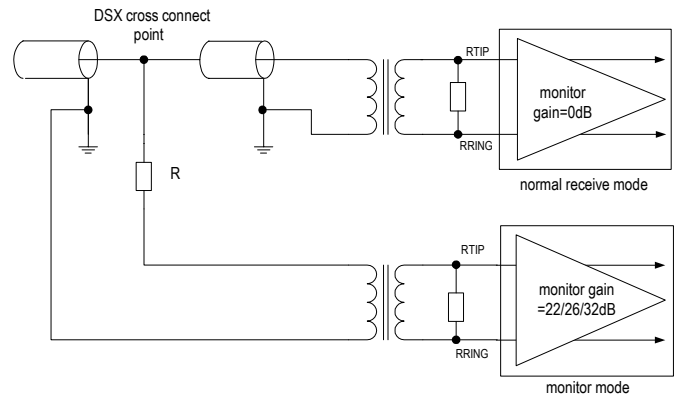 DSX cross connect
point
RTIP
monitor
gain=0dB
RRING
normal receive mode
R
RTIP
monitor gain
=22/26/32dB
RRING
monitor mode